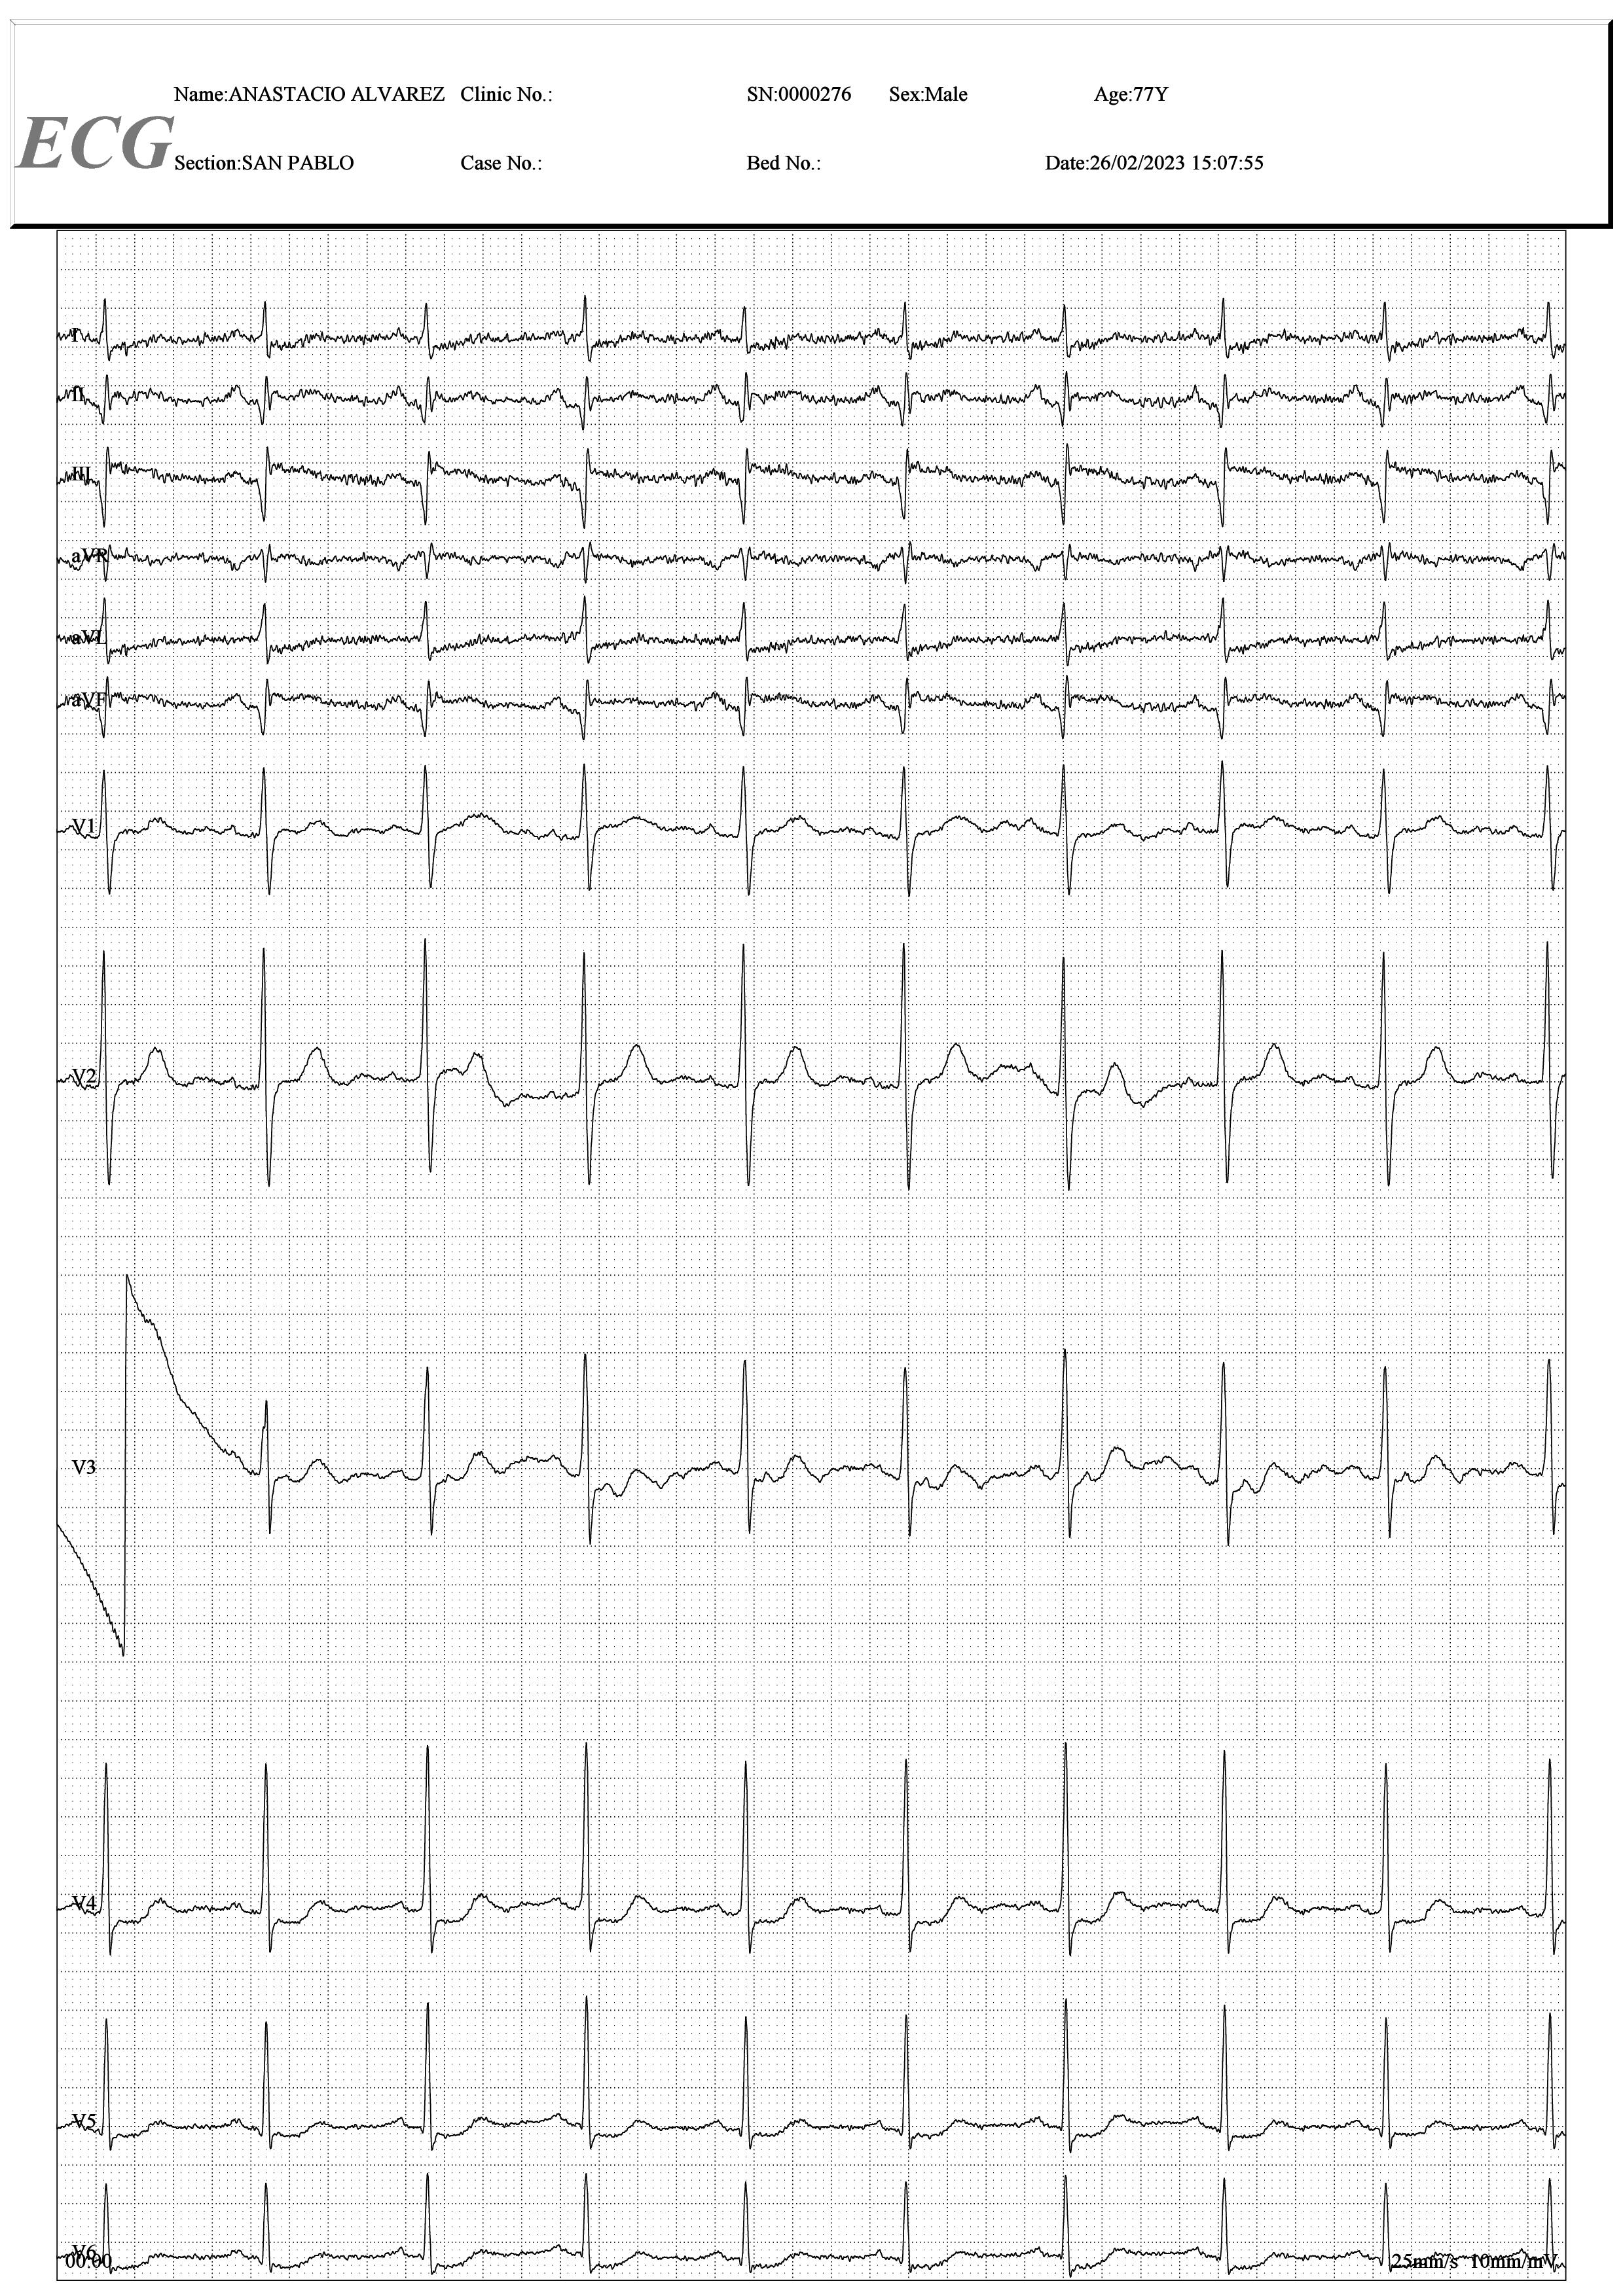 Name:ANASTACIO ALVAREZ Clinic No.: SN:0000276 Sex:Male Age:77Y
ECG
Section:SAN PABLO Case No.: Bed No.: Date:26/02/2023 15:07:55
I
II
III
aVR
aVL
aVF
V1
V2
V3
V4
V5
V6
00:00 25mm/s 10mm/mV